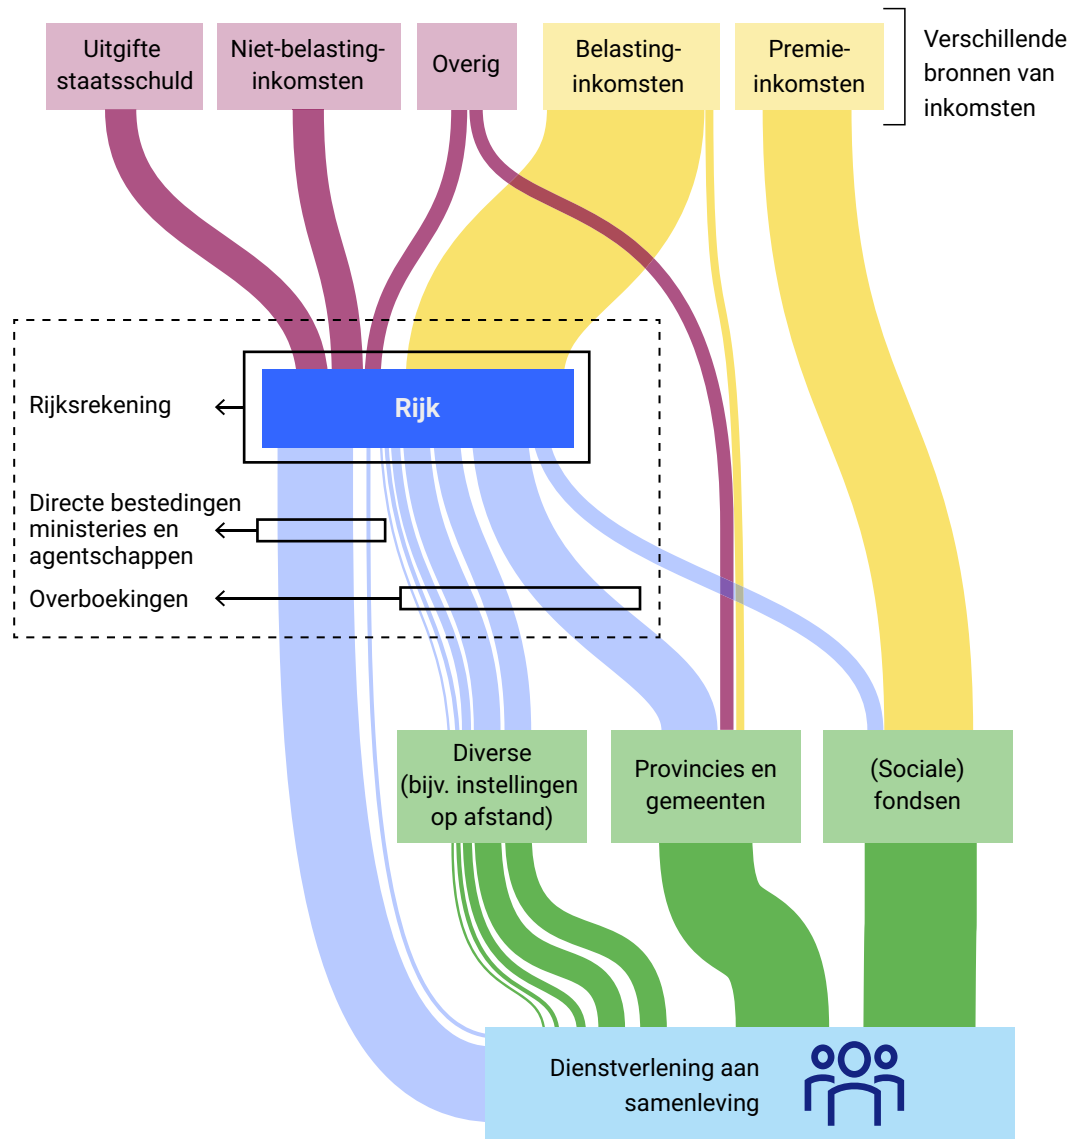 Uitgifte
staatsschuld
Niet-belasting-
inkomsten
Overig
Belasting-
inkomsten
Premie-
inkomsten
Verschillende
bronnen van
inkomsten
Rijksrekening
Rijk
Directe bestedingen
ministeries en
agentschappen
Overboekingen
Diverse
(bijv. instellingen
op afstand)
Provincies en
gemeenten
(Sociale)
fondsen
Dienstverlening aan
samenleving